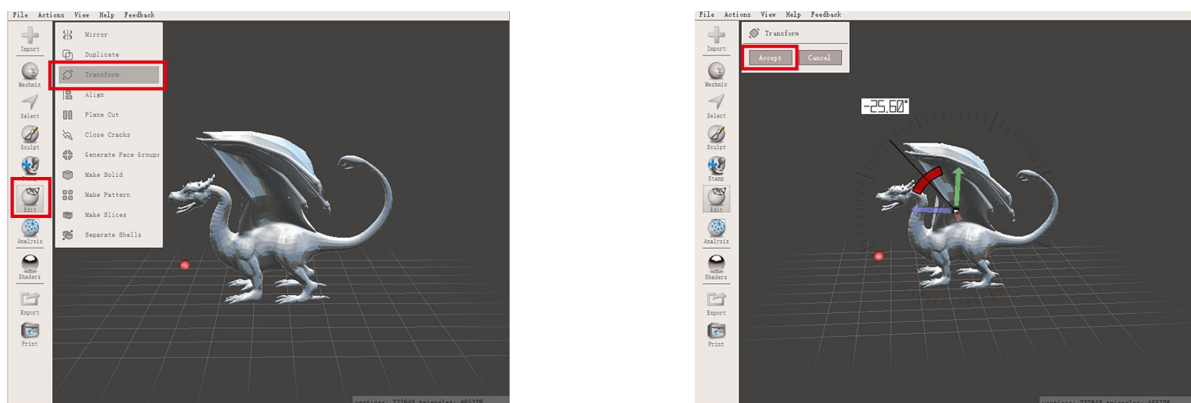 File Actions View Help Feedback
Import
Meshmix
Select
Sculpt
Stamp
Edit
Analysis
Shaders
Export
Print
Mirror
Duplicate
Transform
Align
Plane Cut
Close Cracks
Generate Face Groups
Make Solid
Make Pattern
Make Slices
Separate Shells
File Actions View Help Feedback
Import
Meshmix
Select
Sculpt
Stamp
Edit
Analysis
Shaders
Export
Print
Transform
Accept Cancel
-25.60°